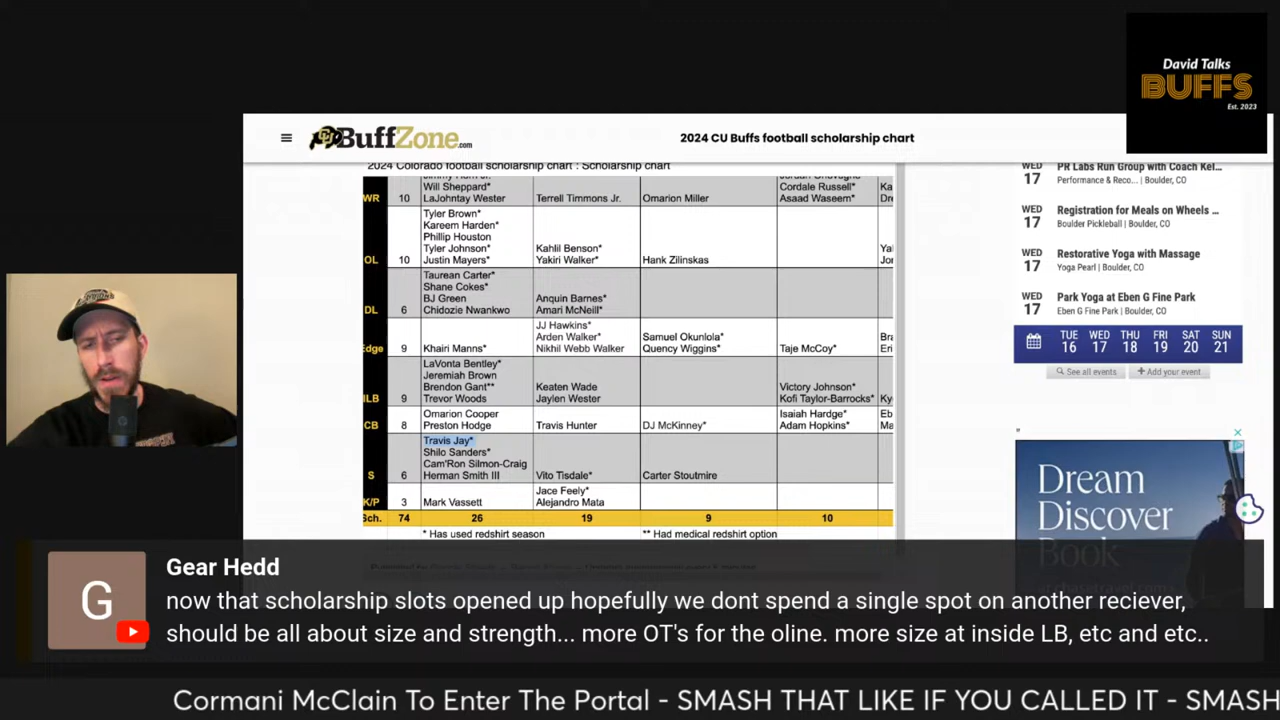 David Talks
BUFFS
Est. 2023
BuffZone.com
2024 CU Buffs football scholarship chart
2024 Colorado football scholarship chart : Scholarship chart
WR 10 Will Sheppard* LaJohntay Wester Terrell Timmons Jr. Omarion Miller Cordale Russell* Asaad Waseem*
OL 10 Tyler Brown* Kareem Harden* Phillip Houston Tyler Johnson* Justin Mayers* Kahlil Benson* Yakiri Walker* Hank Zilinskas
DL 6 Taurean Carter* Shane Cokes* BJ Green Chidozie Nwankwo Anquin Barnes* Amari McNeill*
Edge 9 Khairi Manns* JJ Hawkins* Arden Walker* Nikhil Webb Walker Samuel Okunlola* Quency Wiggins* Taje McCoy*
ILB 9 LaVonta Bentley* Jeremiah Brown Brendon Gant** Trevor Woods Keaten Wade Jaylen Wester Victory Johnson* Kofi Taylor-Barrocks*
CB 8 Omarion Cooper Preston Hodge Travis Hunter DJ McKinney* Isaiah Hardge* Adam Hopkins*
S 6 Travis Jay* Shilo Sanders* Cam'Ron Silmon-Craig Herman Smith III Vito Tisdale* Carter Stoutmire
K/P 3 Mark Vassett Jace Feely* Alejandro Mata
Sch. 74 26 19 9 10
* Has used redshirt season ** Had medical redshirt option
PR Labs Run Group with Coach Kel...
WED 17 Performance & Reco... | Boulder, CO
WED 17 Registration for Meals on Wheels ...
Boulder Pickleball | Boulder, CO
WED 17 Restorative Yoga with Massage
Yoga Pearl | Boulder, CO
WED 17 Park Yoga at Eben G Fine Park
Eben G Fine Park | Boulder, CO
TUE WED THU FRI SAT SUN
16 17 18 19 20 21
See all events + Add your event
Dream
Discover
Book
G
Gear Hedd
now that scholarship slots opened up hopefully we dont spend a single spot on another reciever,
should be all about size and strength... more OT's for the oline. more size at inside LB, etc and etc..
Cormani McClain To Enter The Portal - SMASH THAT LIKE IF YOU CALLED IT - SMASH